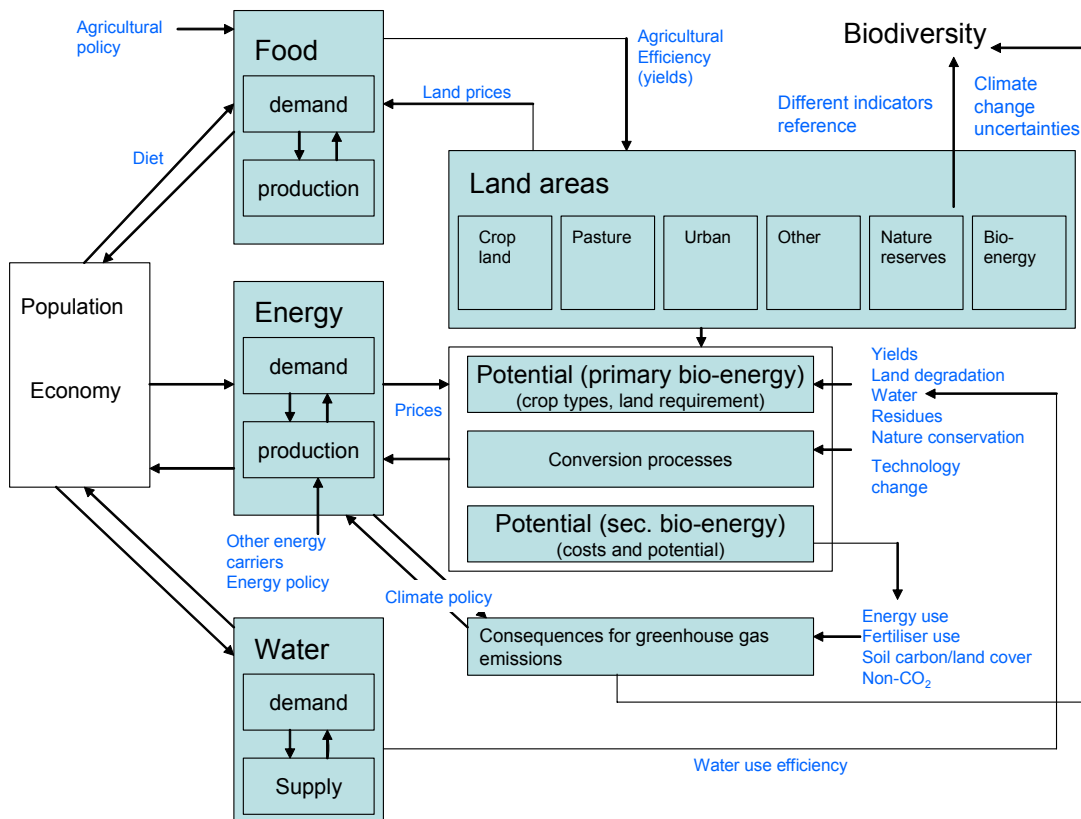 Agricultural
policy
Food
demand
production
Agricultural
Efficiency
(yields)
Land prices
Diet
Biodiversity
Different indicators
reference
Climate
change
uncertainties
Land areas
Crop
land
Pasture
Urban
Other
Nature
reserves
Bio-
energy
Population
Economy
Energy
demand
production
Prices
Other energy
carriers
Energy policy
Potential (primary bio-energy)
(crop types, land requirement)
Conversion processes
Potential (sec. bio-energy)
(costs and potential)
Yields
Land degradation
Water
Residues
Nature conservation
Technology
change
Climate policy
Consequences for greenhouse gas
emissions
Energy use
Fertiliser use
Soil carbon/land cover
Non-CO₂
Water
demand
Supply
Water use efficiency